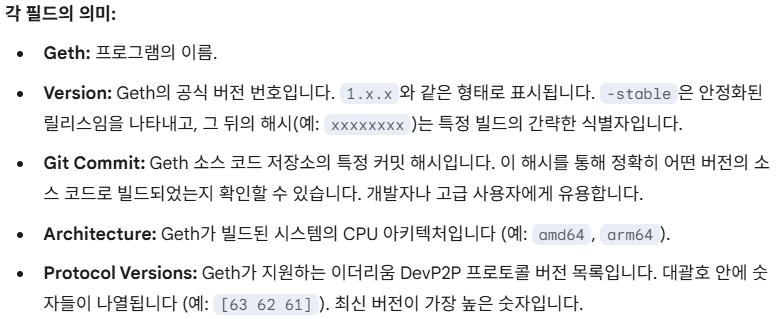 각 필드의 의미:
• Geth: 프로그램의 이름.
• Version: Geth의 공식 버전 번호입니다. 1.x.x와 같은 형태로 표시됩니다. -stable은 안정화된
릴리스임을 나타내고, 그 뒤의 해시(예: xxxxxxxx)는 특정 빌드의 간략한 식별자입니다.
• Git Commit: Geth 소스 코드 저장소의 특정 커밋 해시입니다. 이 해시를 통해 정확히 어떤 버전의 소
스 코드로 빌드되었는지 확인할 수 있습니다. 개발자나 고급 사용자에게 유용합니다.
• Architecture: Geth가 빌드된 시스템의 CPU 아키텍처입니다 (예: amd64, arm64).
• Protocol Versions: Geth가 지원하는 이더리움 DevP2P 프로토콜 버전 목록입니다. 대괄호 안에 숫
자들이 나열됩니다 (예: [63 62 61]). 최신 버전이 가장 높은 숫자입니다.